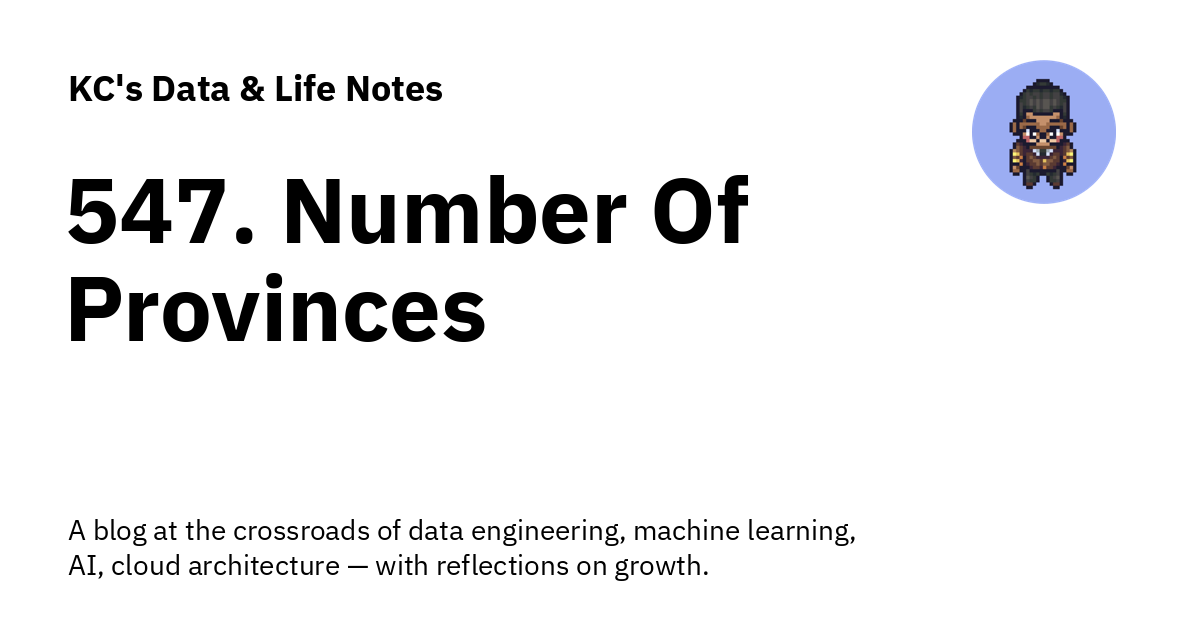 KC's Data & Life Notes
547. Number Of
Provinces
A blog at the crossroads of data engineering, machine learning,
AI, cloud architecture — with reflections on growth.